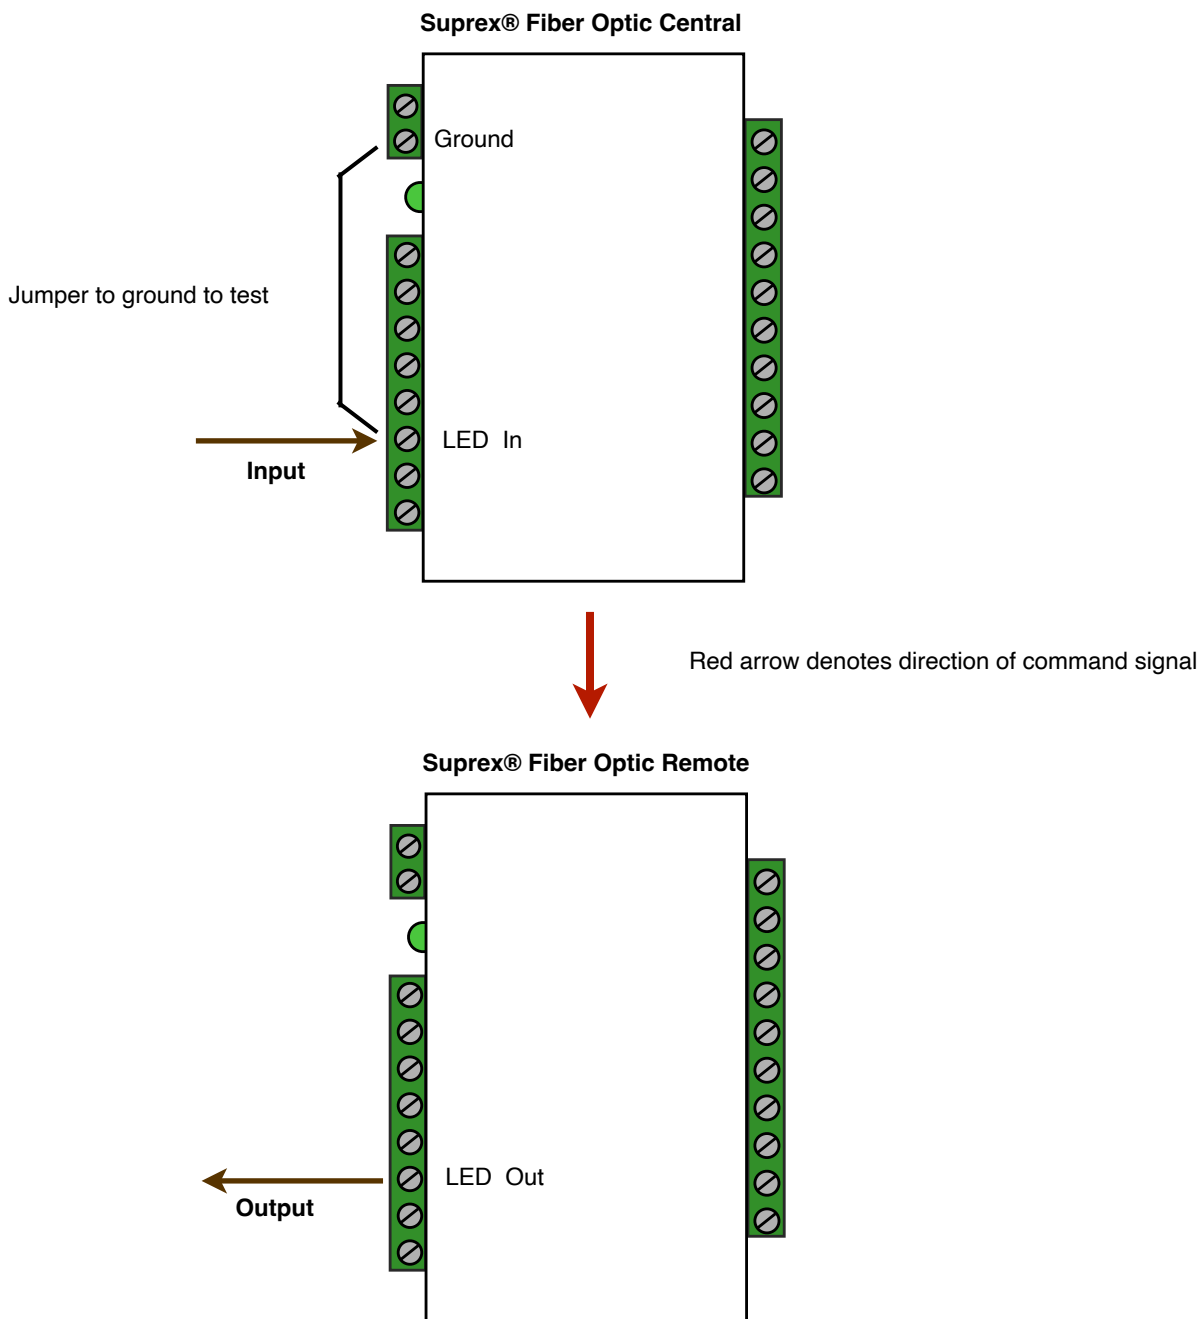 Suprex® Fiber Optic Central
Ground
Jumper to ground to test
LED In
Input
Red arrow denotes direction of command signal
Suprex® Fiber Optic Remote
LED Out
Output